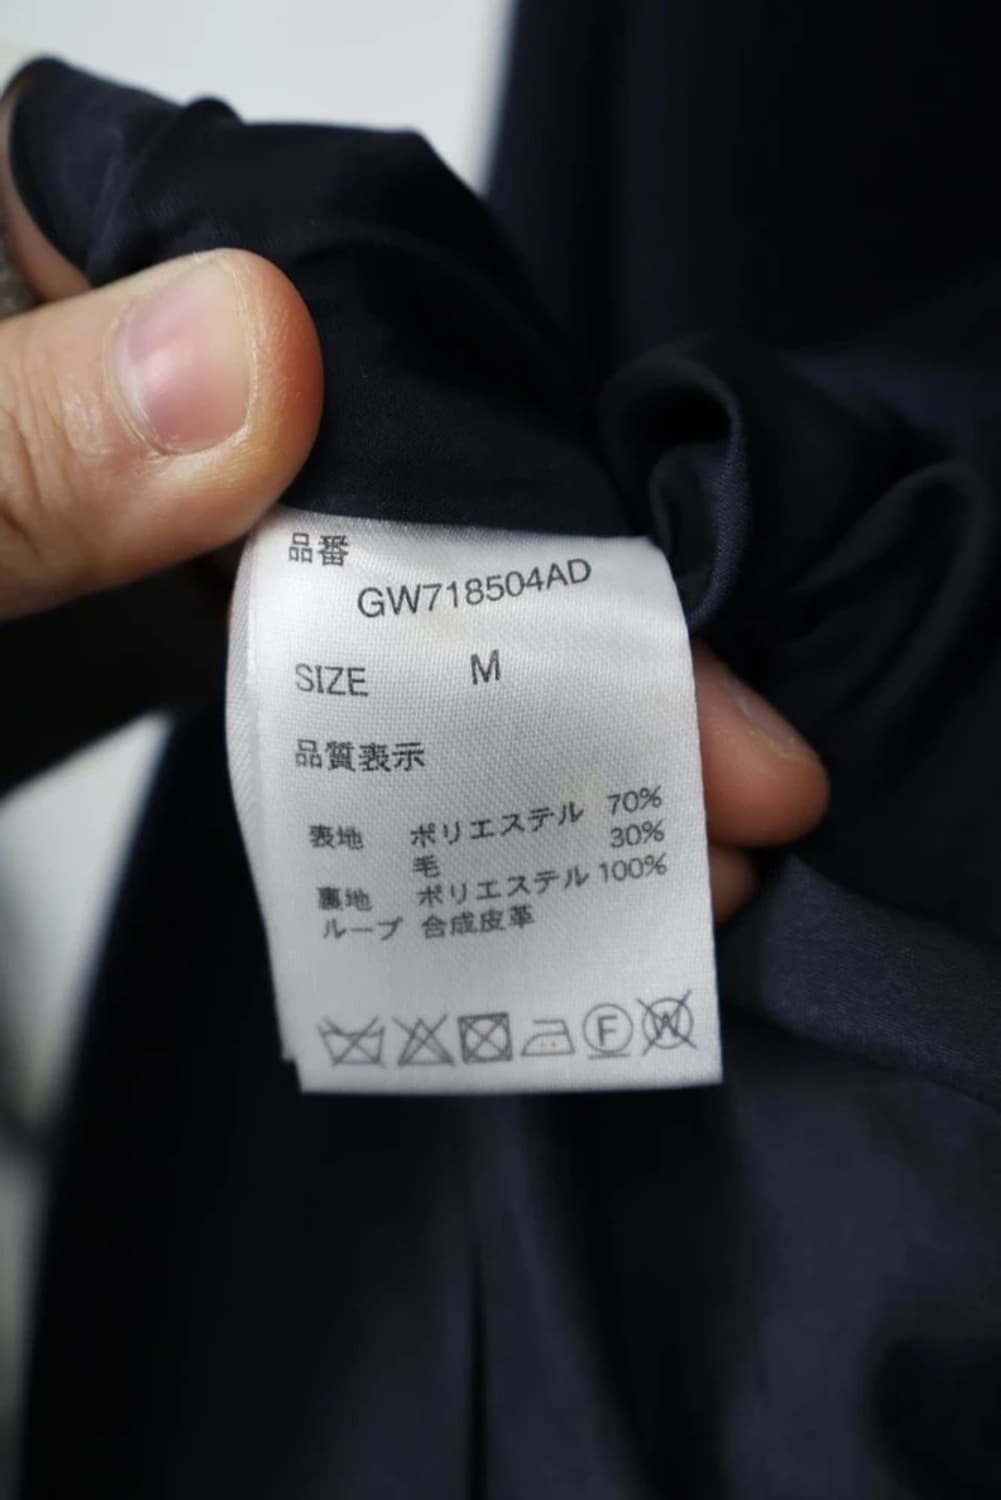 品番
GW718504AD
SIZE M
品質表示
表地 ポリエステル 70%
毛 30%
裏地 ポリエステル 100%
ループ 合成皮革
F W